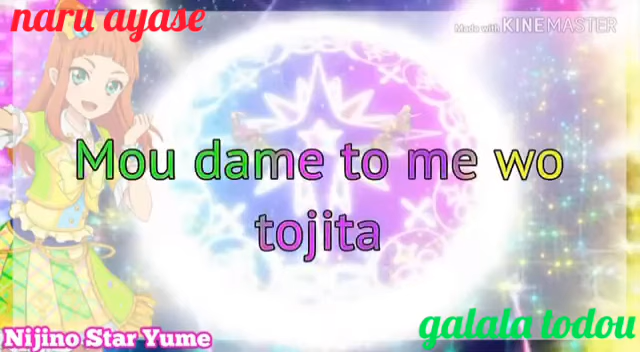 naru ayase
Made with KINEMASTER
Mou dame to me wo
tojita
galala todou
Nijino Star Yume